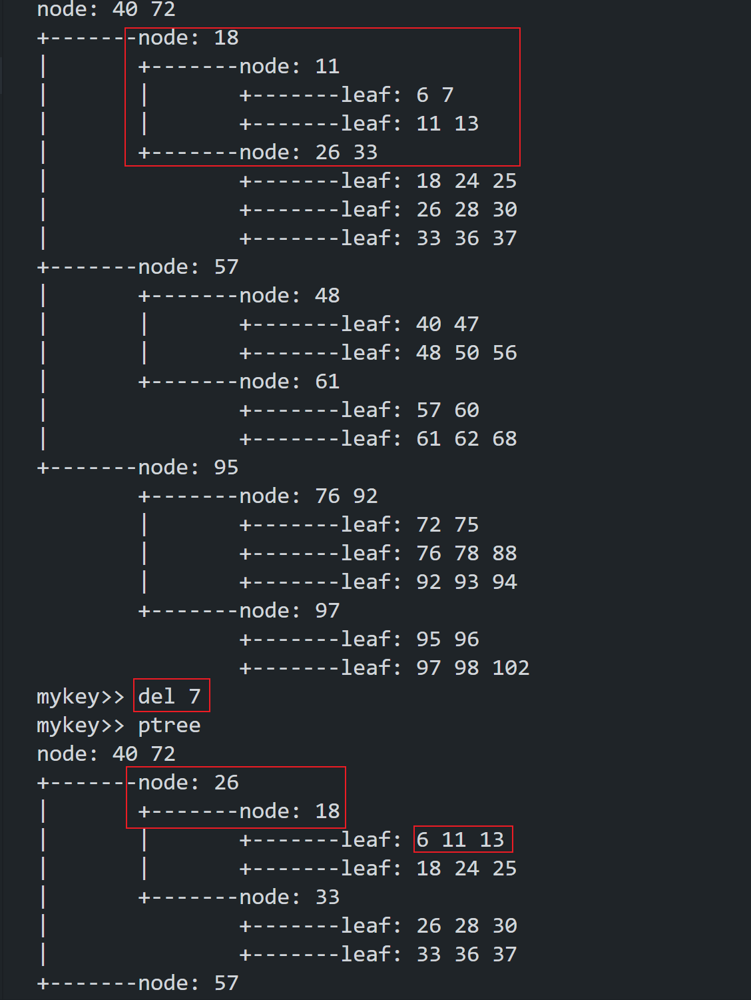 node: 40 72
+-------node: 18
|       +-------node: 11
|       |       +-------leaf: 6 7
|       |       +-------leaf: 11 13
|       +-------node: 26 33
|               +-------leaf: 18 24 25
|               +-------leaf: 26 28 30
|               +-------leaf: 33 36 37
+-------node: 57
|       +-------node: 48
|       |       +-------leaf: 40 47
|       |       +-------leaf: 48 50 56
|       +-------node: 61
|               +-------leaf: 57 60
|               +-------leaf: 61 62 68
+-------node: 95
        +-------node: 76 92
        |       +-------leaf: 72 75
        |       +-------leaf: 76 78 88
        |       +-------leaf: 92 93 94
        +-------node: 97
                +-------leaf: 95 96
                +-------leaf: 97 98 102
mykey>> del 7
mykey>> ptree
node: 40 72
+-------node: 26
|       +-------node: 18
|       |       +-------leaf: 6 11 13
|       |       +-------leaf: 18 24 25
|       +-------node: 33
|               +-------leaf: 26 28 30
|               +-------leaf: 33 36 37
+-------node: 57